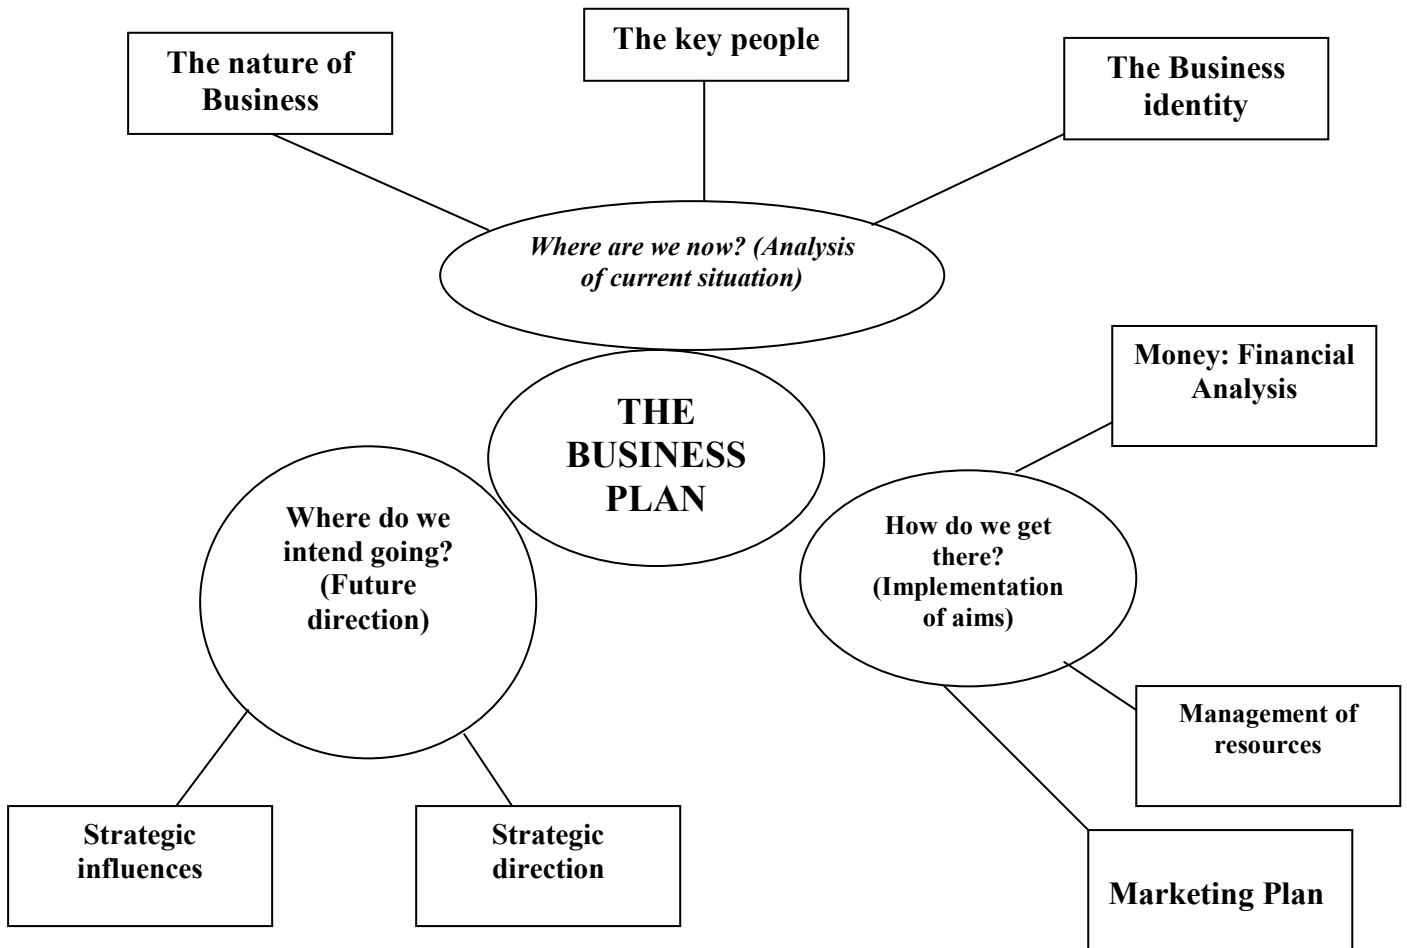 The key people
The nature of
Business
The Business
identity
Where are we now? (Analysis
of current situation)
Money: Financial
Analysis
THE
BUSINESS
PLAN
Where do we
intend going?
(Future
direction)
How do we get
there?
(Implementation
of aims)
Management of
resources
Strategic
influences
Strategic
direction
Marketing Plan